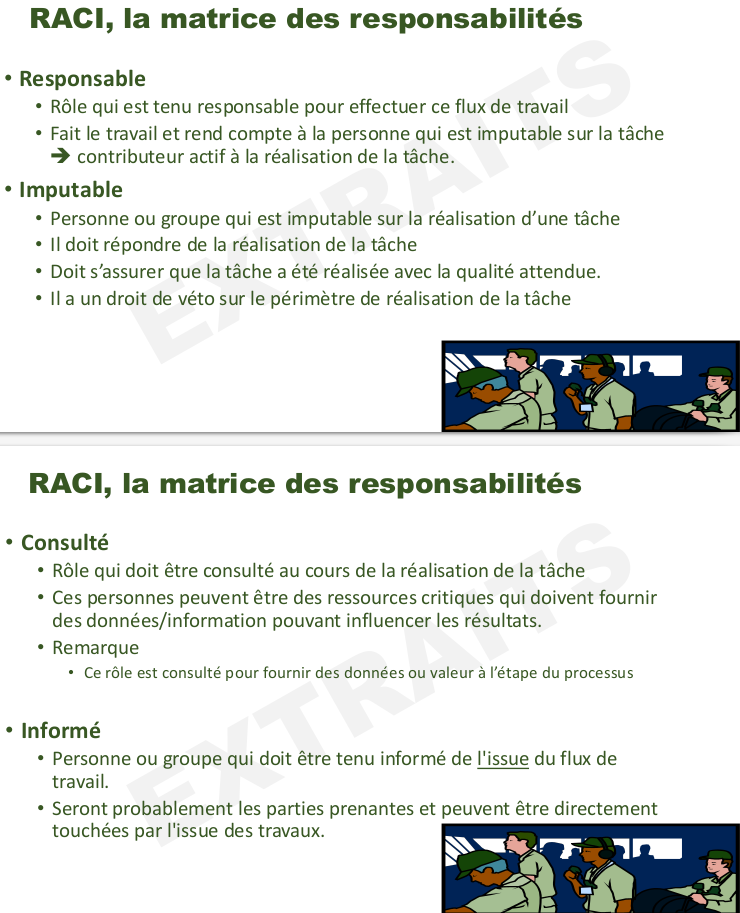 RACI, la matrice des responsabilités
• Responsable
• Rôle qui est tenu responsable pour effectuer ce flux de travail
• Fait le travail et rend compte à la personne qui est imputable sur la tâche
➔ contributeur actif à la réalisation de la tâche.
• Imputable
• Personne ou groupe qui est imputable sur la réalisation d'une tâche
• Il doit répondre de la réalisation de la tâche
• Doit s'assurer que la tâche a été réalisée avec la qualité attendue.
• Il a un droit de véto sur le périmètre de réalisation de la tâche
EXTRAITS
RACI, la matrice des responsabilités
• Consulté
• Rôle qui doit être consulté au cours de la réalisation de la tâche
• Ces personnes peuvent être des ressources critiques qui doivent fournir
des données/information pouvant influencer les résultats.
• Remarque
• Ce rôle est consulté pour fournir des données ou valeur à l'étape du processus
• Informé
• Personne ou groupe qui doit être tenu informé de l'issue du flux de
travail.
• Seront probablement les parties prenantes et peuvent être directement
touchées par l'issue des travaux.
EXTRAITS